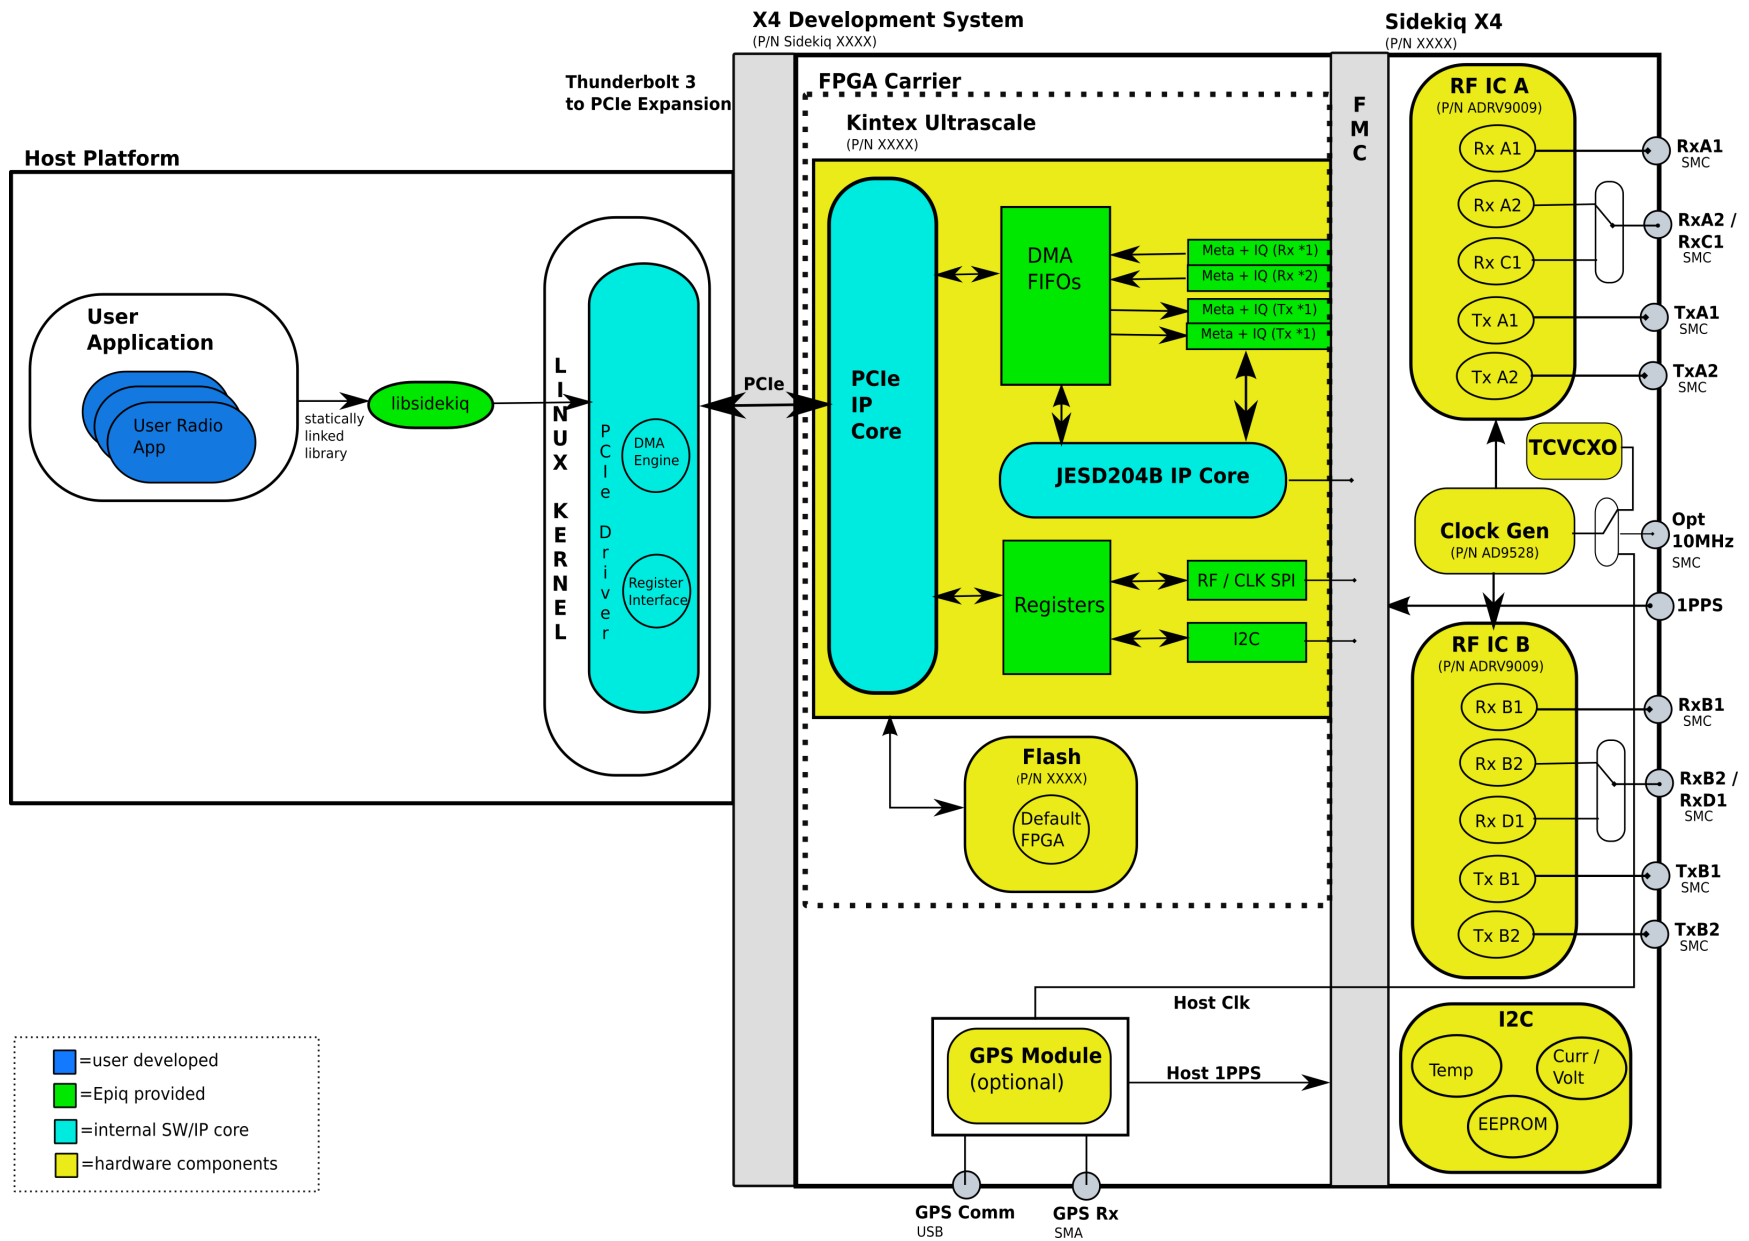 X4 Development System
(P/N Sidekiq XXXX)
Sidekiq X4
(P/N XXXX)
Thunderbolt 3
to PCIe Expansion
Host Platform
User
Application
User Radio
App
statically
linked
library
libsidekiq
LINUX KERNEL
PCIe Driver
DMA
Engine
Register
Interface
PCIe
FPGA Carrier
Kintex Ultrascale
(P/N XXXX)
PCIe
IP
Core
DMA
FIFOs
Meta + IQ (Rx *1)
Meta + IQ (Rx *2)
Meta + IQ (Tx *1)
Meta + IQ (Tx *1)
JESD204B IP Core
Registers
RF / CLK SPI
I2C
Flash
(P/N XXXX)
Default
FPGA
FMC
RF IC A
(P/N ADRV9009)
Rx A1
Rx A2
Rx C1
Tx A1
Tx A2
RxA1
SMC
RxA2 /
RxC1
SMC
TxA1
SMC
TxA2
SMC
TCVCXO
Clock Gen
(P/N AD9528)
Opt
10MHz
SMC
1PPS
RF IC B
(P/N ADRV9009)
Rx B1
Rx B2
Rx D1
Tx B1
Tx B2
RxB1
SMC
RxB2 /
RxD1
SMC
TxB1
SMC
TxB2
SMC
Host Clk
GPS Module
(optional)
Host 1PPS
GPS Comm
USB
GPS Rx
SMA
I2C
Temp
Curr /
Volt
EEPROM
=user developed
=Epiq provided
=internal SW/IP core
=hardware components